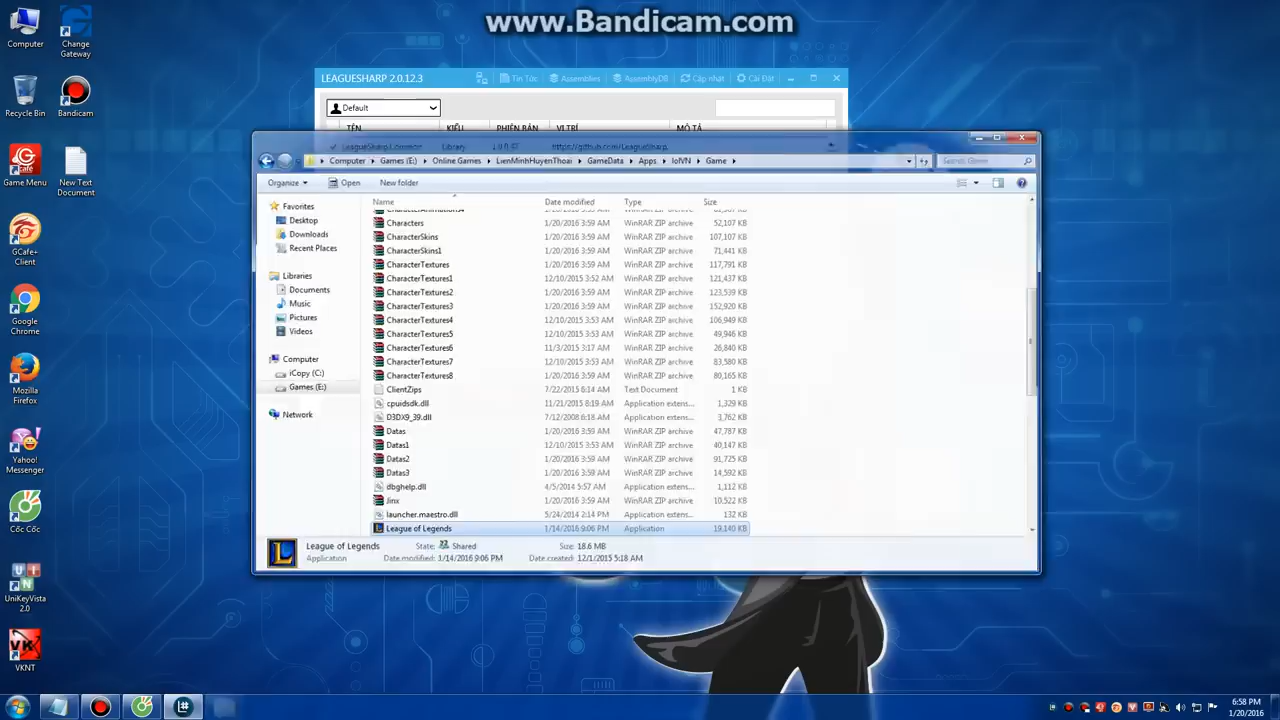 www.Bandicam.com
Computer
Change
Gateway
Recycle Bin
Bandicam
Game Menu
New Text
Document
GCafe+
Client
Google
Chrome
Mozilla
Firefox
Yahoo!
Messenger
Cốc Cốc
UniKeyVista
2.0
VKNT
LEAGUESHARP 2.0.12.3
Tin Tức
Assemblies
AssemblyDB
Cập nhật
Cài Đặt
Default
TÊN KIỂU PHIÊN BẢN VỊ TRÍ MÔ TẢ
LeagueSharp.Common Library
Computer Games (E:) Online Games LienMinhHuyenThoai GameData Apps lolVN Game
Search Game
Organize Open New folder
Favorites
Desktop
Downloads
Recent Places
Libraries
Documents
Music
Pictures
Videos
Computer
iCopy (C:)
Games (E:)
Network
Name Date modified Type Size
Characters 1/20/2016 3:59 AM WinRAR ZIP archive 52,107 KB
CharacterSkins 1/20/2016 3:59 AM WinRAR ZIP archive 107,107 KB
CharacterSkins1 1/20/2016 3:59 AM WinRAR ZIP archive 71,441 KB
CharacterTextures 1/20/2016 3:59 AM WinRAR ZIP archive 117,791 KB
CharacterTextures1 12/10/2015 3:52 AM WinRAR ZIP archive 121,437 KB
CharacterTextures2 1/20/2016 3:59 AM WinRAR ZIP archive 123,539 KB
CharacterTextures3 1/20/2016 3:59 AM WinRAR ZIP archive 152,920 KB
CharacterTextures4 12/10/2015 3:53 AM WinRAR ZIP archive 106,949 KB
CharacterTextures5 12/10/2015 3:53 AM WinRAR ZIP archive 49,946 KB
CharacterTextures6 11/3/2015 3:17 AM WinRAR ZIP archive 26,840 KB
CharacterTextures7 12/10/2015 3:53 AM WinRAR ZIP archive 83,580 KB
CharacterTextures8 1/20/2016 3:59 AM WinRAR ZIP archive 80,165 KB
ClientZips 7/22/2015 6:14 AM Text Document 1 KB
cpuidsdk.dll 11/21/2015 8:19 AM Application extens... 1,329 KB
D3DX9_39.dll 7/12/2008 6:18 AM Application extens... 3,762 KB
Datas 1/20/2016 3:59 AM WinRAR ZIP archive 47,787 KB
Datas1 12/10/2015 3:53 AM WinRAR ZIP archive 40,147 KB
Datas2 1/20/2016 3:59 AM WinRAR ZIP archive 91,725 KB
Datas3 1/20/2016 3:59 AM WinRAR ZIP archive 14,592 KB
dbghelp.dll 4/5/2014 5:57 AM Application extens... 1,112 KB
Jinx 1/20/2016 3:59 AM WinRAR ZIP archive 10,522 KB
launcher.maestro.dll 5/24/2014 2:14 PM Application extens... 132 KB
League of Legends 1/14/2016 9:06 PM Application 19,140 KB
League of Legends State: Shared Size: 18.6 MB
Application Date modified: 1/14/2016 9:06 PM Date created: 12/1/2015 5:18 AM
6:58 PM
1/20/2016